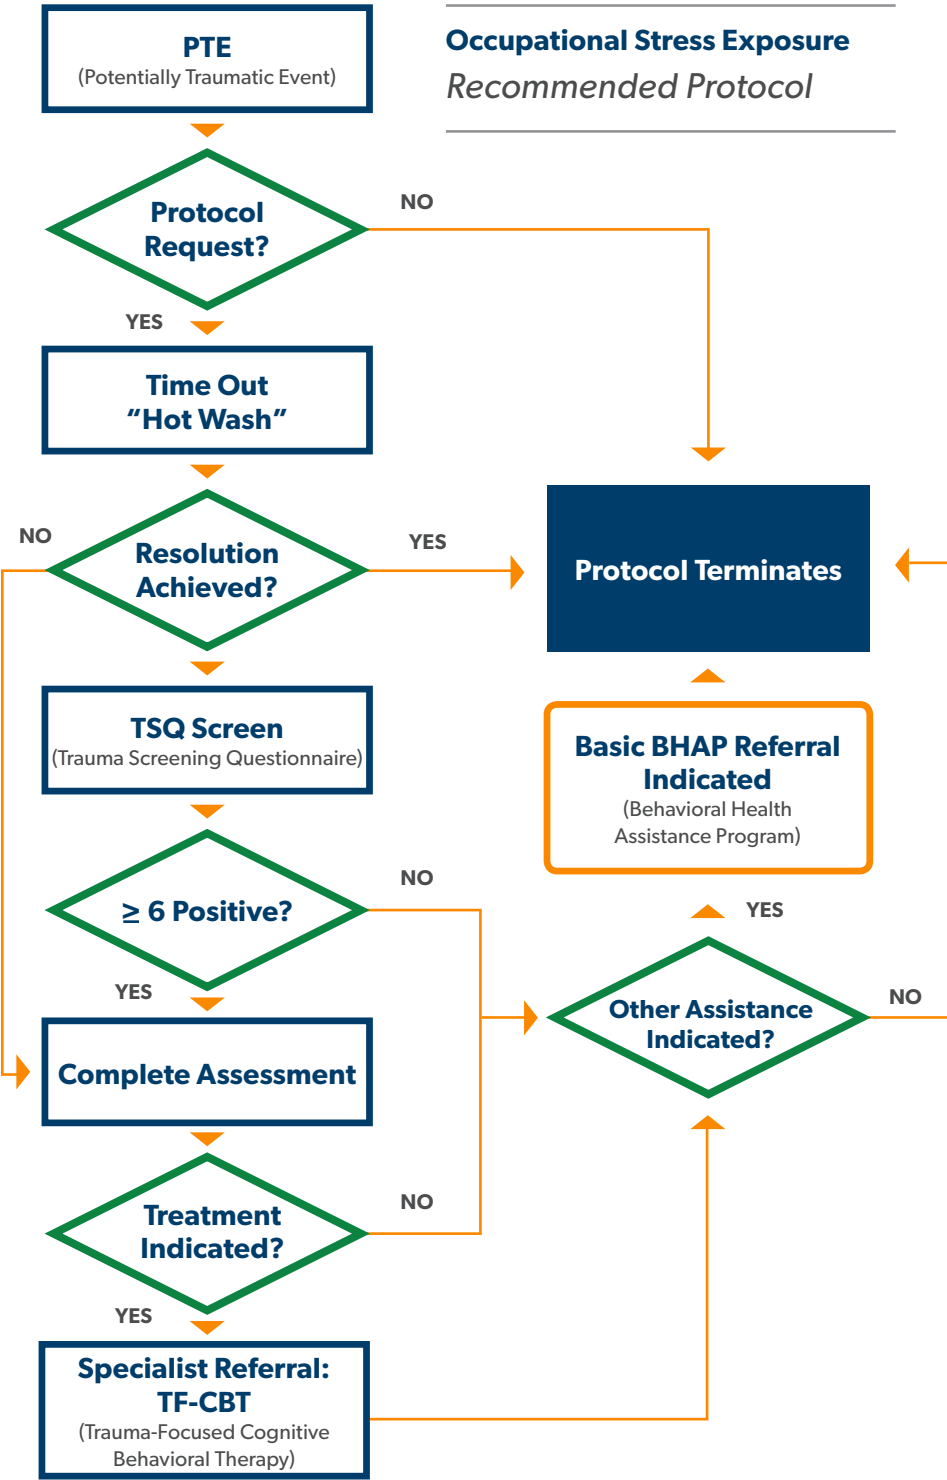 PTE
(Potentially Traumatic Event)
Occupational Stress Exposure
Recommended Protocol
Protocol
Request?
NO
YES
Time Out
“Hot Wash”
NO
Resolution
Achieved?
YES
Protocol Terminates
TSQ Screen
(Trauma Screening Questionnaire)
Basic BHAP Referral
Indicated
(Behavioral Health
Assistance Program)
≥ 6 Positive?
NO
YES
YES
Other Assistance
Indicated?
NO
Complete Assessment
Treatment
Indicated?
NO
YES
Specialist Referral:
TF-CBT
(Trauma-Focused Cognitive
Behavioral Therapy)